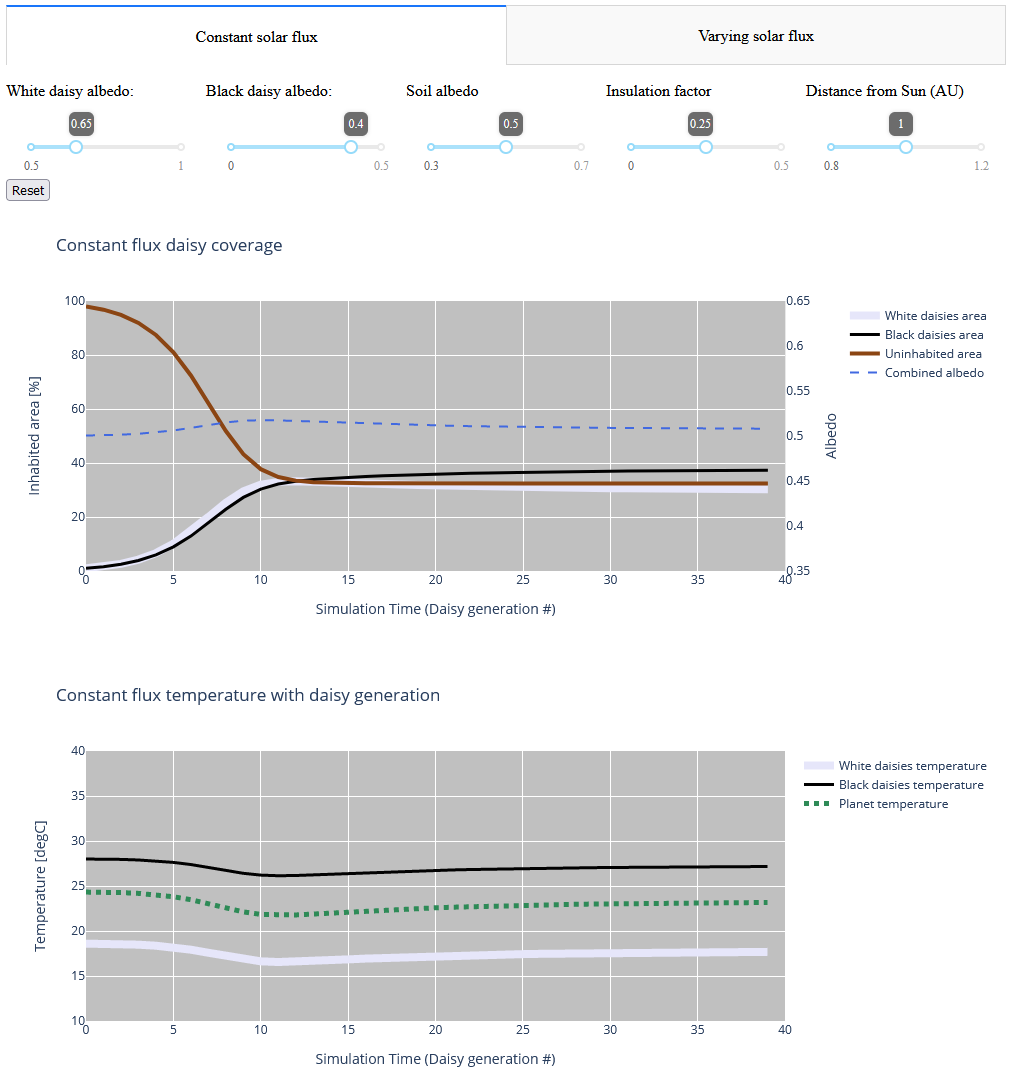 Constant solar flux
Varying solar flux
White daisy albedo:
Black daisy albedo:
Soil albedo
Insulation factor
Distance from Sun (AU)
0.65
0.4
0.5
0.25
1
0.5
1
0
0.5
0.3
0.7
0
0.5
0.8
1.2
Reset
Constant flux daisy coverage
100
80
60
40
20
0
Inhabited area [%]
0
5
10
15
20
25
30
35
40
Simulation Time (Daisy generation #)
0.65
0.6
0.55
0.5
0.45
0.4
0.35
Albedo
White daisies area
Black daisies area
Uninhabited area
Combined albedo
Constant flux temperature with daisy generation
40
35
30
25
20
15
10
Temperature [degC]
0
5
10
15
20
25
30
35
40
Simulation Time (Daisy generation #)
White daisies temperature
Black daisies temperature
Planet temperature